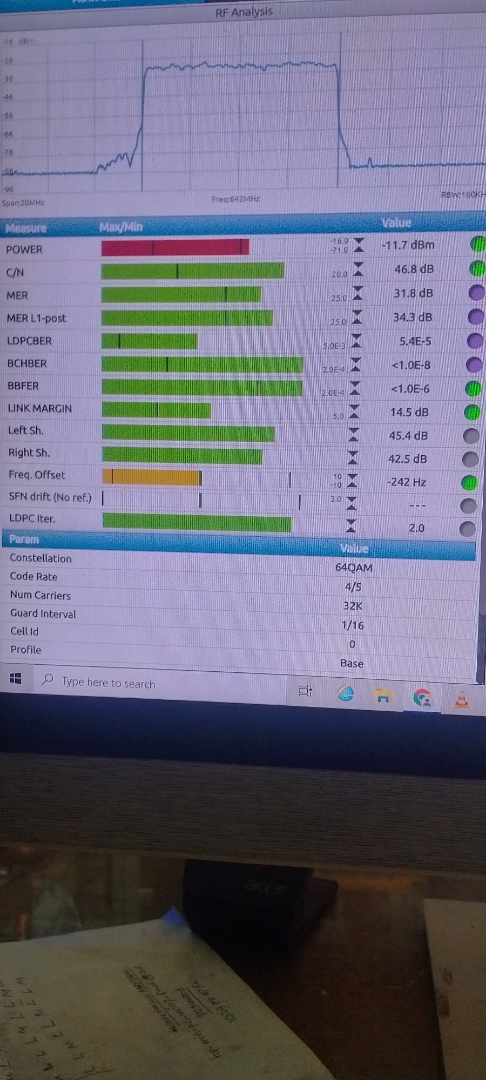 RF Analysis
-16 dBm
-26
-36
-46
-56
-66
-76
-86
-96
Span:20MHz Freq:642MHz RBW:180KH
Measure Max/Min Value
POWER -16.9 -71.9 -11.7 dBm
C/N 20.0 46.8 dB
MER 25.0 31.8 dB
MER L1-post 25.0 34.3 dB
LDPCBER 5.0E-3 5.4E-5
BCHBER 2.0E-4 <1.0E-8
BBFER 2.0E-4 <1.0E-6
LINK MARGIN 5.0 14.5 dB
Left Sh. 45.4 dB
Right Sh. 42.5 dB
Freq. Offset 10 -10 -242 Hz
SFN drift (No ref.) 3.0 ---
LDPC Iter. 2.0
Param Value
Constellation 64QAM
Code Rate 4/5
Num Carriers 32K
Guard Interval 1/16
Cell Id 0
Profile Base
Type here to search
acer